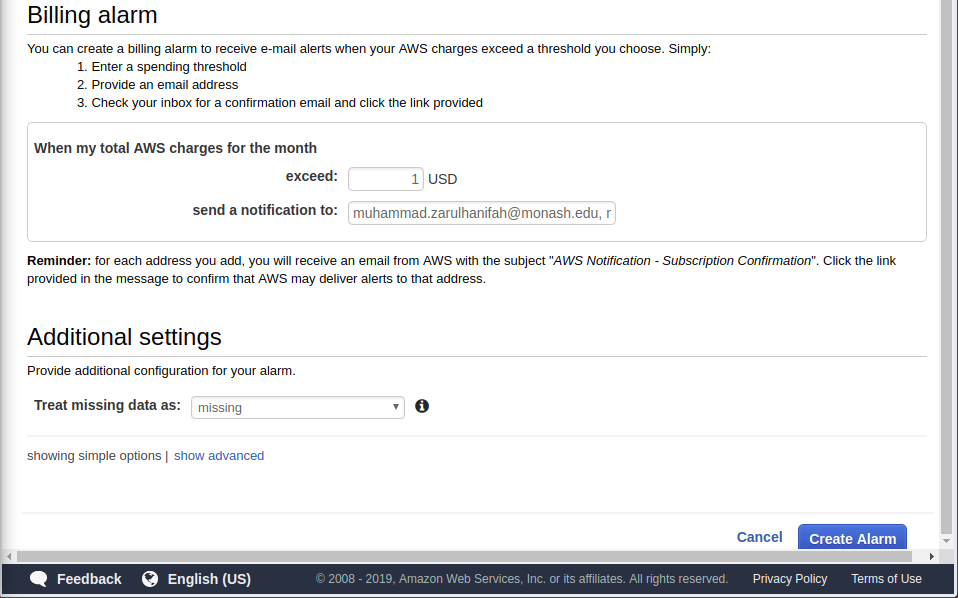 Billing alarm
You can create a billing alarm to receive e-mail alerts when your AWS charges exceed a threshold you choose. Simply:
1. Enter a spending threshold
2. Provide an email address
3. Check your inbox for a confirmation email and click the link provided
When my total AWS charges for the month
exceed: 1 USD
send a notification to: muhammad.zarulhanifah@monash.edu, r
Reminder: for each address you add, you will receive an email from AWS with the subject "AWS Notification - Subscription Confirmation". Click the link
provided in the message to confirm that AWS may deliver alerts to that address.
Additional settings
Provide additional configuration for your alarm.
Treat missing data as: missing
showing simple options | show advanced
Cancel Create Alarm
Feedback English (US) © 2008 - 2019, Amazon Web Services, Inc. or its affiliates. All rights reserved. Privacy Policy Terms of Use